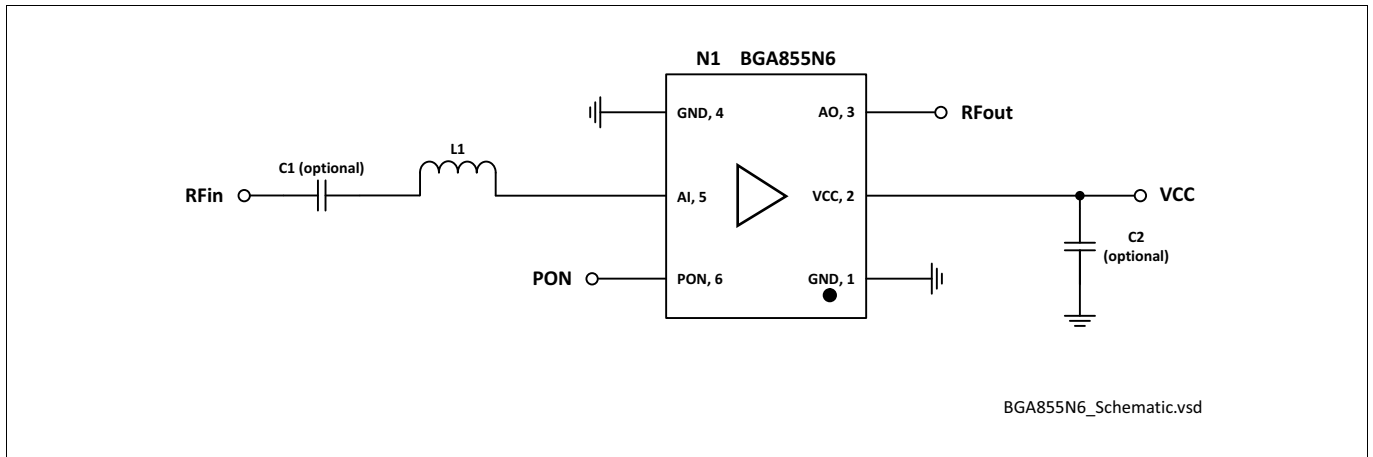 N1 BGA855N6
GND, 4
AO, 3
RFout
C1 (optional)
L1
RFin
AI, 5
VCC, 2
VCC
C2
(optional)
PON
PON, 6
GND, 1
BGA855N6_Schematic.vsd